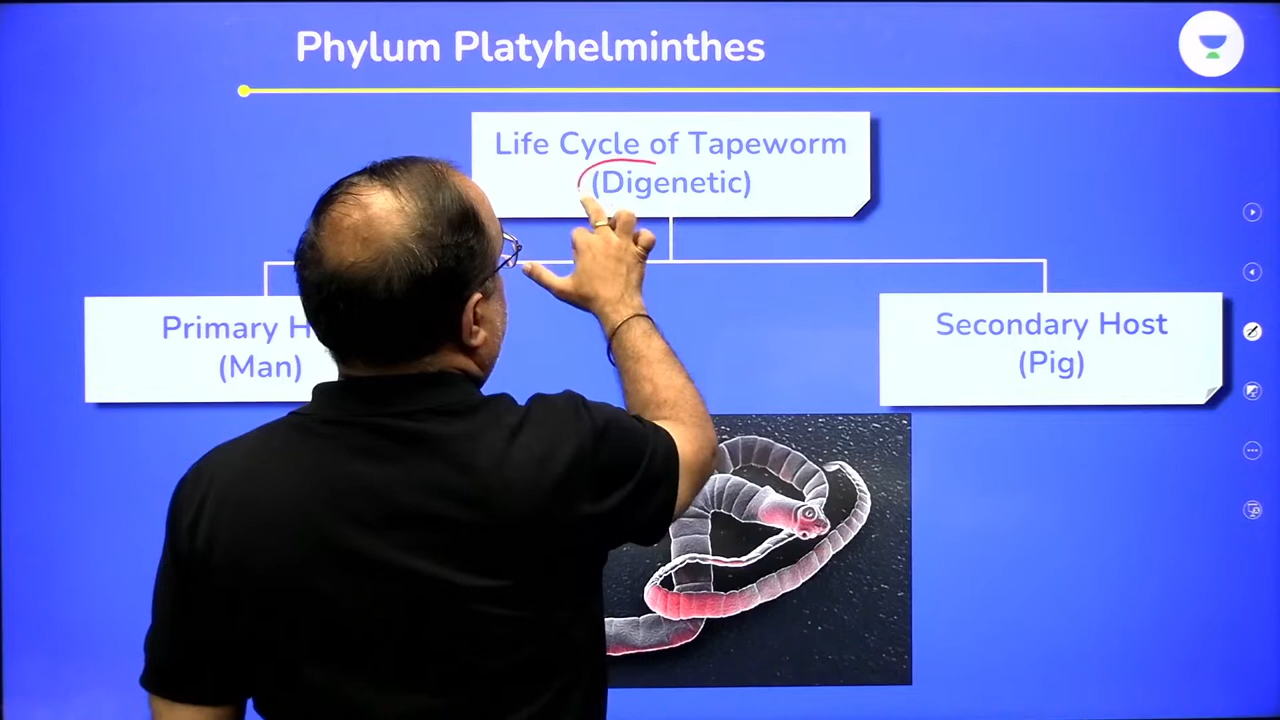 Phylum Platyhelminthes
Life Cycle of Tapeworm
(Digenetic)
Primary H
(Man)
Secondary Host
(Pig)